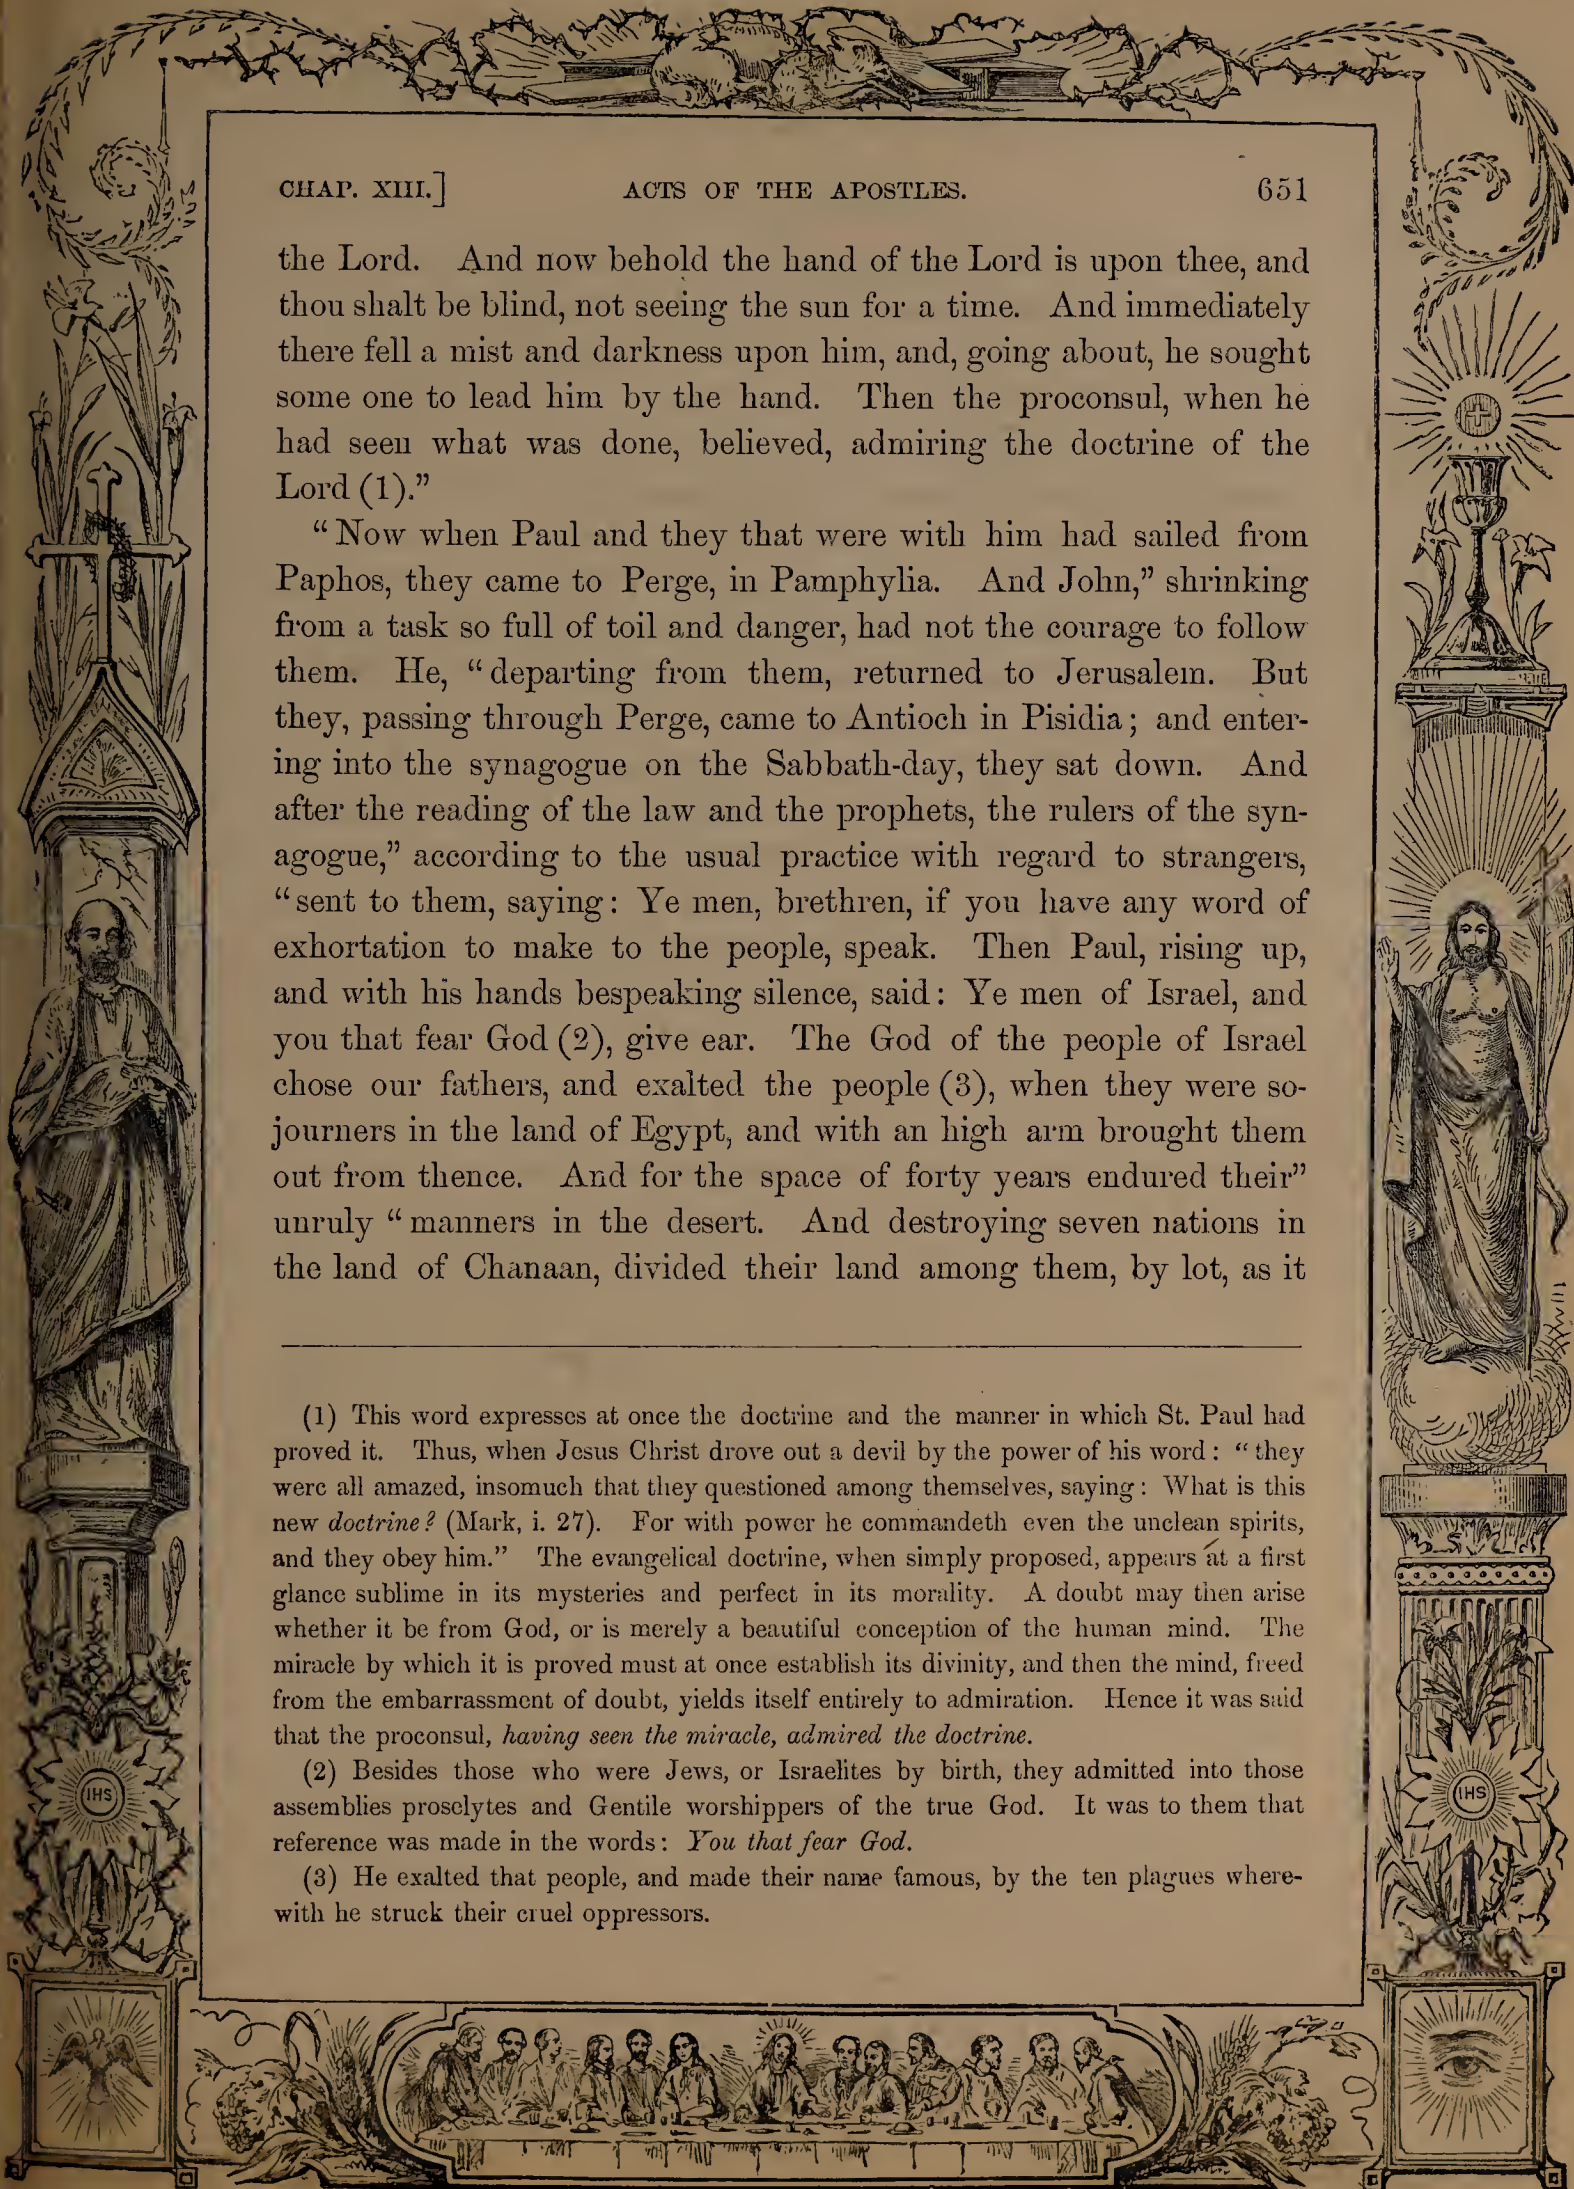 CHAP. XIII.] ACTS OF THE APOSTLES. 651
the Lord. And now behold the hand of the Lord is upon thee, and
thou shalt be blind, not seeing the sun for a time. And immediately
there fell a mist and darkness upon him, and, going about, he sought
some one to lead him by the hand. Then the proconsul, when he
had seen what was done, believed, admiring the doctrine of the
Lord (1).”
“Now when Paul and they that were with him had sailed from
Paphos, they came to Perge, in Pamphylia. And John,” shrinking
from a task so full of toil and danger, had not the courage to follow
them. He, “departing from them, returned to Jerusalem. But
they, passing through Perge, came to Antioch in Pisidia; and enter-
ing into the synagogue on the Sabbath-day, they sat down. And
after the reading of the law and the prophets, the rulers of the syn-
agogue,” according to the usual practice with regard to strangers,
“sent to them, saying: Ye men, brethren, if you have any word of
exhortation to make to the people, speak. Then Paul, rising up,
and with his hands bespeaking silence, said: Ye men of Israel, and
you that fear God (2), give ear. The God of the people of Israel
chose our fathers, and exalted the people (3), when they were so-
journers in the land of Egypt, and with an high arm brought them
out from thence. And for the space of forty years endured their”
unruly “manners in the desert. And destroying seven nations in
the land of Chanaan, divided their land among them, by lot, as it
(1) This word expresses at once the doctrine and the manner in which St. Paul had
proved it. Thus, when Jesus Christ drove out a devil by the power of his word: “they
were all amazed, insomuch that they questioned among themselves, saying: What is this
new doctrine? (Mark, i. 27). For with power he commandeth even the unclean spirits,
and they obey him.” The evangelical doctrine, when simply proposed, appears at a first
glance sublime in its mysteries and perfect in its morality. A doubt may then arise
whether it be from God, or is merely a beautiful conception of the human mind. The
miracle by which it is proved must at once establish its divinity, and then the mind, freed
from the embarrassment of doubt, yields itself entirely to admiration. Hence it was said
that the proconsul, having seen the miracle, admired the doctrine.
(2) Besides those who were Jews, or Israelites by birth, they admitted into those
assemblies proselytes and Gentile worshippers of the true God. It was to them that
reference was made in the words: You that fear God.
(3) He exalted that people, and made their name famous, by the ten plagues where-
with he struck their cruel oppressors.
IHS
IHS